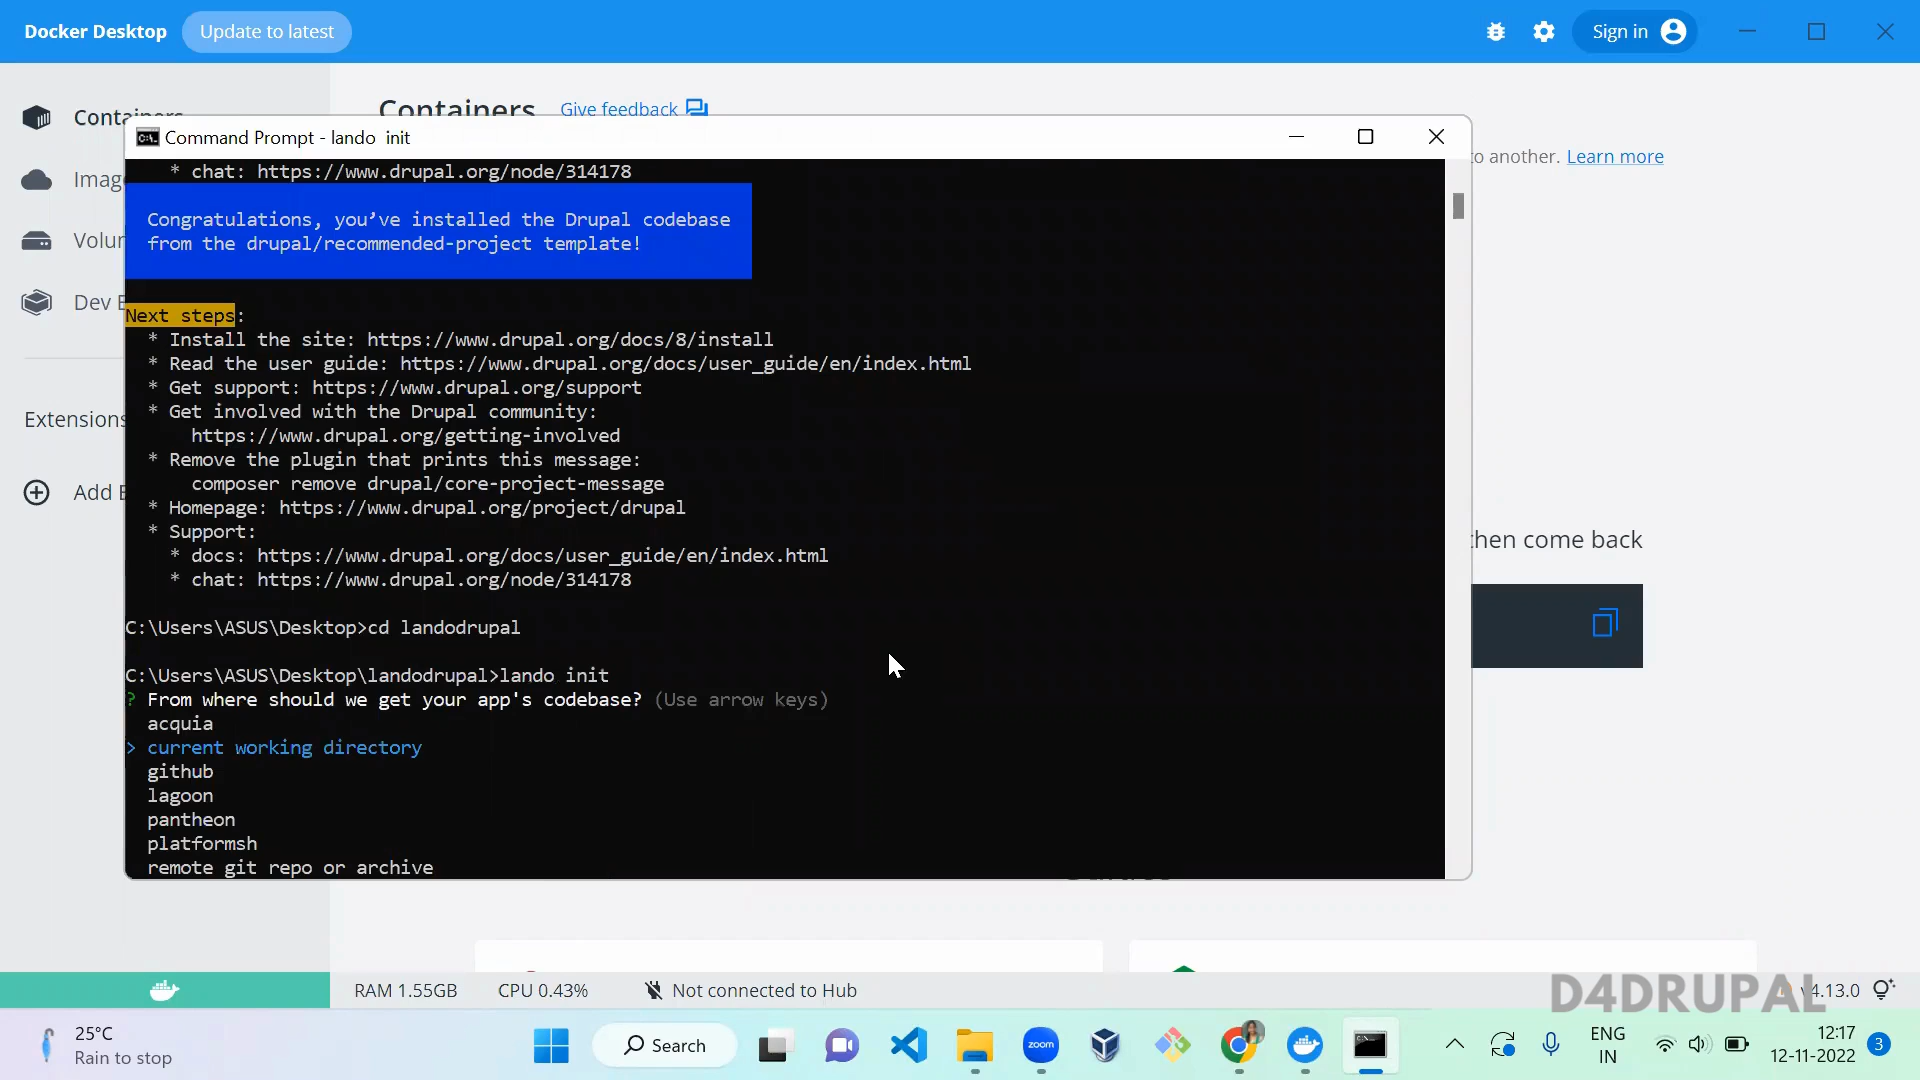 Docker Desktop
Update to latest
Sign in
Containers
Give feedback
Containers
to another. Learn more
Command Prompt - lando  init
* chat: https://www.drupal.org/node/314178
Congratulations, you’ve installed the Drupal codebase
from the drupal/recommended-project template!
Next steps:
* Install the site: https://www.drupal.org/docs/8/install
* Read the user guide: https://www.drupal.org/docs/user_guide/en/index.html
* Get support: https://www.drupal.org/support
* Get involved with the Drupal community:
https://www.drupal.org/getting-involved
* Remove the plugin that prints this message:
composer remove drupal/core-project-message
* Homepage: https://www.drupal.org/project/drupal
* Support:
* docs: https://www.drupal.org/docs/user_guide/en/index.html
* chat: https://www.drupal.org/node/314178
C:\Users\ASUS\Desktop>cd landodrupal
C:\Users\ASUS\Desktop\landodrupal>lando init
? From where should we get your app's codebase? (Use arrow keys)
acquia
> current working directory
github
lagoon
pantheon
platformsh
remote git repo or archive
Imag
Volu
Dev E
Extensions
Add E
then come back
RAM 1.55GB
CPU 0.43%
Not connected to Hub
v4.13.0
D4DRUPAL
25°C
Rain to stop
Search
zoom
ENG
IN
12:17
12-11-2022
3